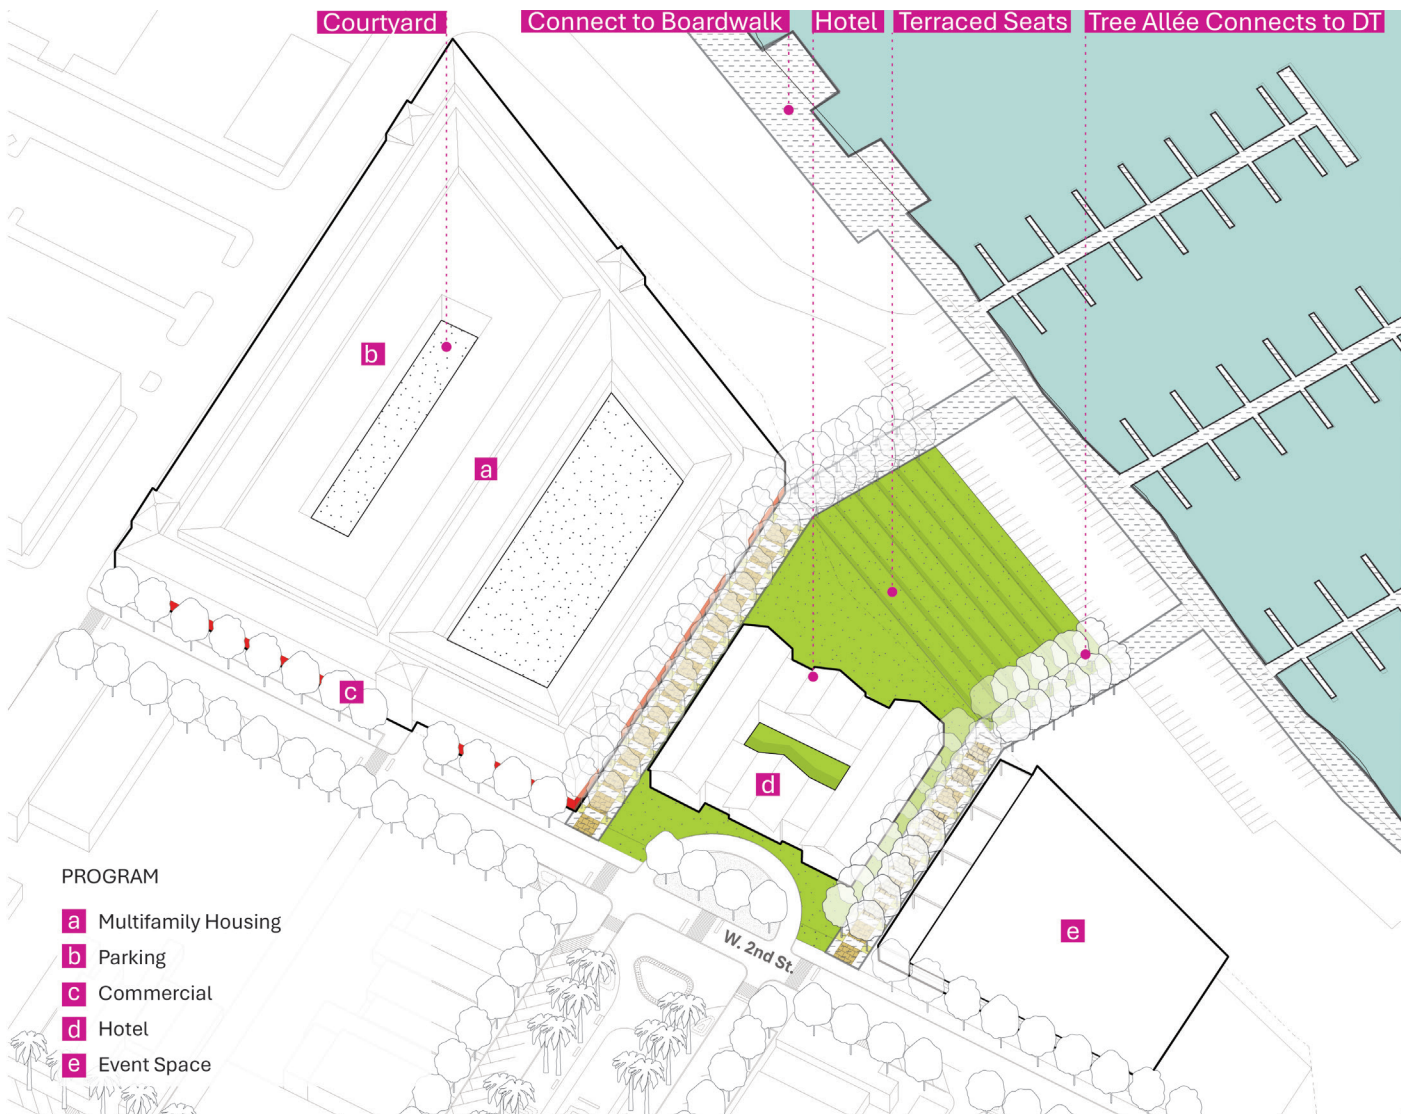 Courtyard
Connect to Boardwalk
Hotel
Terraced Seats
Tree Allée Connects to DT
b
a
c
d
W. 2nd St.
e
PROGRAM
a Multifamily Housing
b Parking
c Commercial
d Hotel
e Event Space